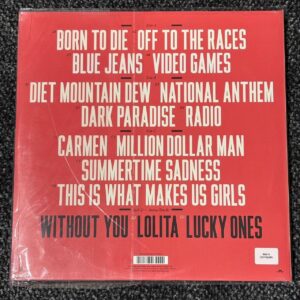 BORN TO DIE OFF TO THE RACES
BLUE JEANS VIDEO GAMES
DIET MOUNTAIN DEW NATIONAL ANTHEM
DARK PARADISE RADIO
CARMEN MILLION DOLLAR MAN
SUMMERTIME SADNESS
THIS IS WHAT MAKES US GIRLS
WITHOUT YOU LOLITA LUCKY ONES